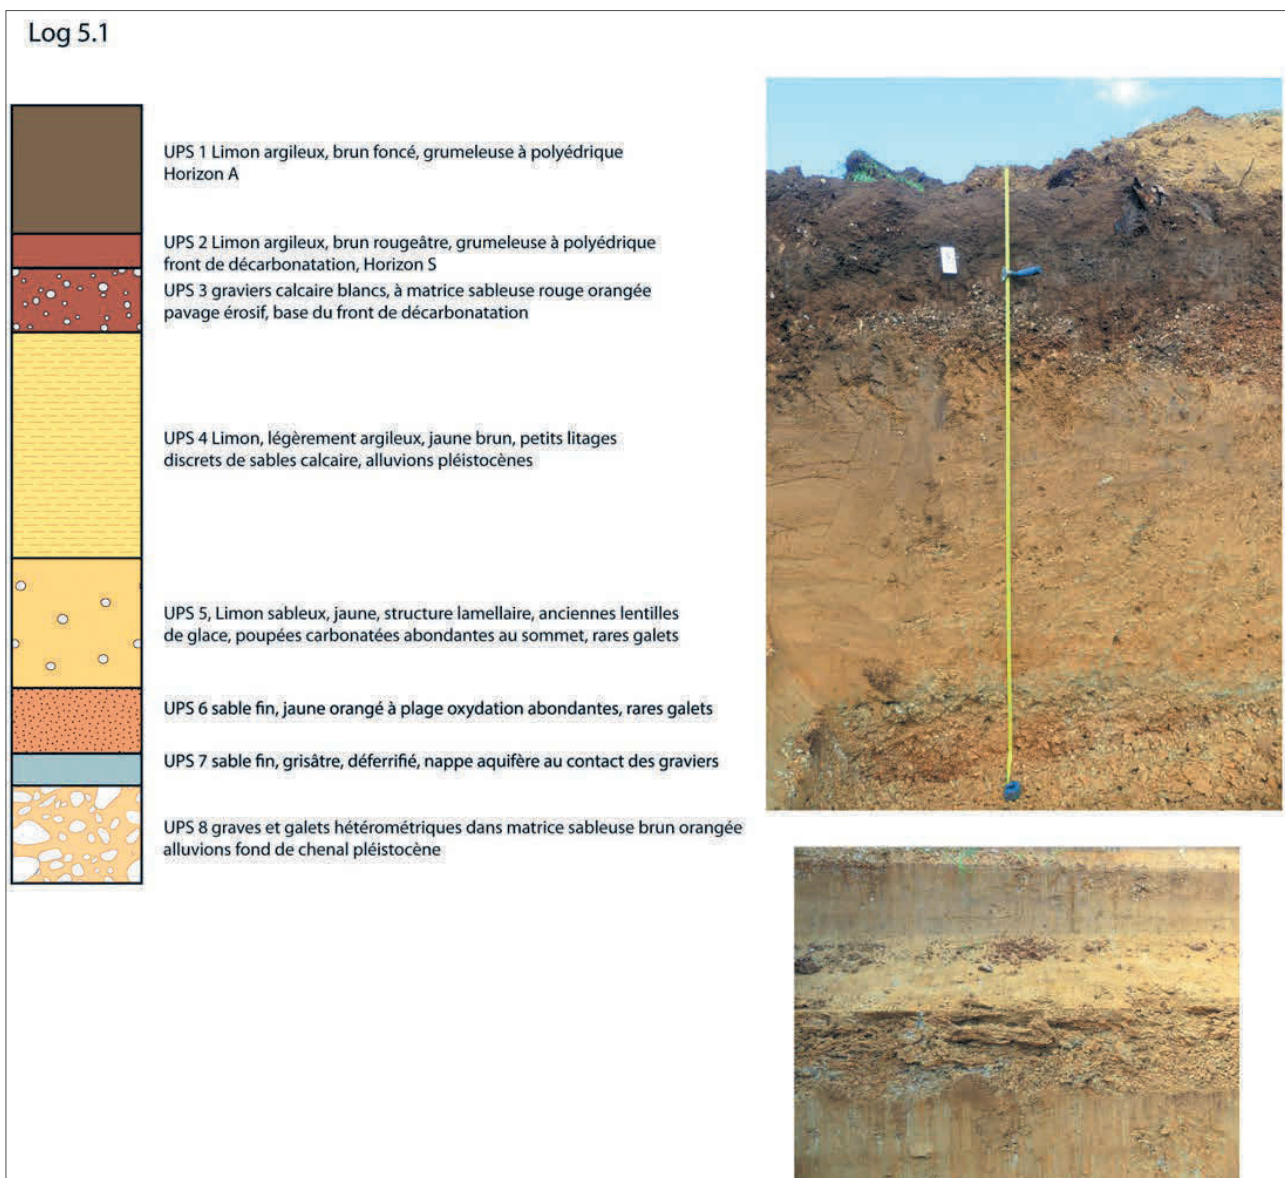 Log 5.1
UPS 1 Limon argileux, brun foncé, grumeleuse à polyédrique
Horizon A
UPS 2 Limon argileux, brun rougeâtre, grumeleuse à polyédrique
front de décarbonatation, Horizon S
UPS 3 graviers calcaire blancs, à matrice sableuse rouge orangée
pavage érosif, base du front de décarbonatation
UPS 4 Limon, légèrement argileux, jaune brun, petits litages
discrets de sables calcaire, alluvions pléistocènes
UPS 5, Limon sableux, jaune, structure lamellaire, anciennes lentilles
de glace, poupées carbonatées abondantes au sommet, rares galets
UPS 6 sable fin, jaune orangé à plage oxydation abondantes, rares galets
UPS 7 sable fin, grisâtre, déferrifié, nappe aquifère au contact des graviers
UPS 8 graves et galets hétérométriques dans matrice sableuse brun orangée
alluvions fond de chenal pléistocène